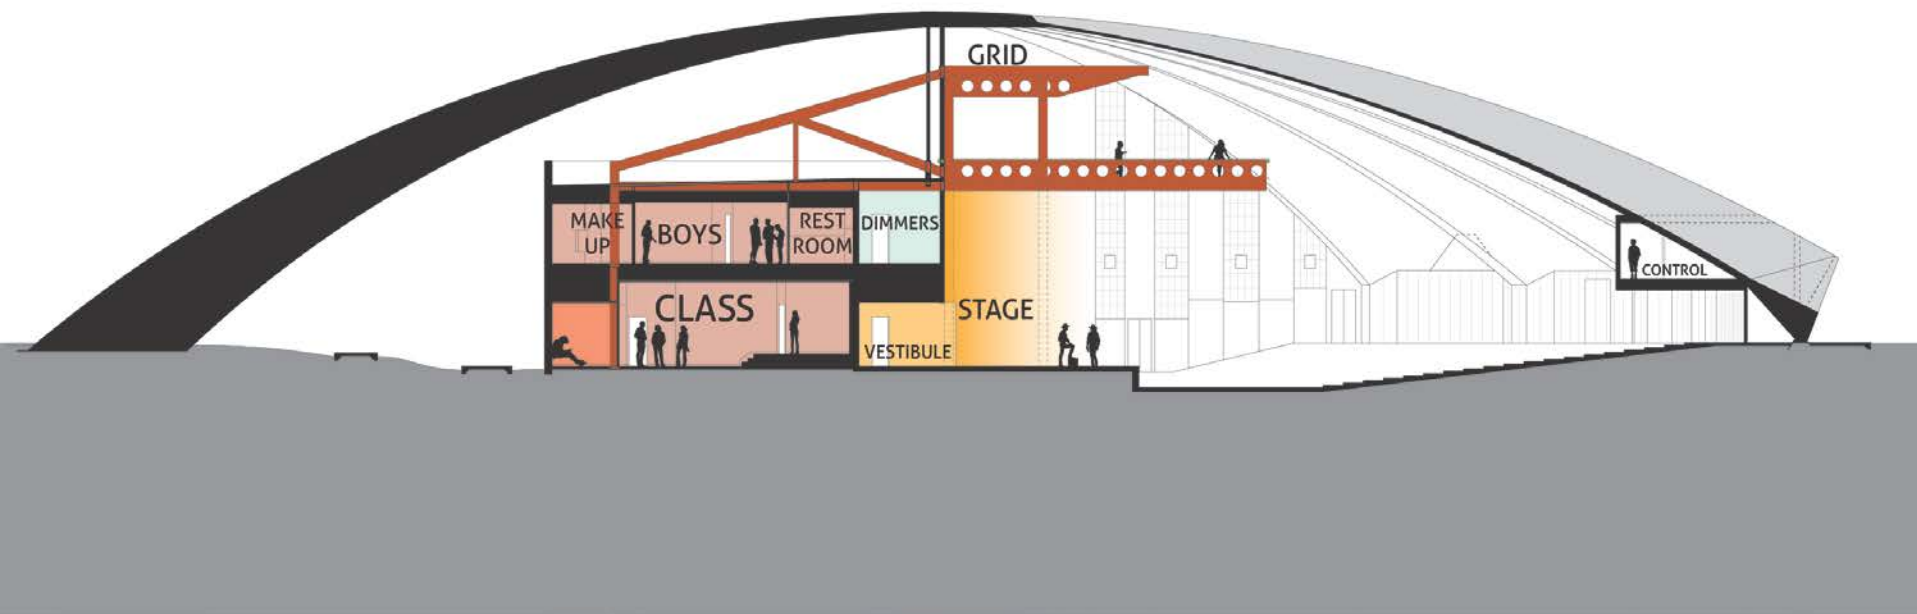 GRID
MAKE
UP
BOYS
REST
ROOM
DIMMERS
CLASS
VESTIBULE
STAGE
CONTROL